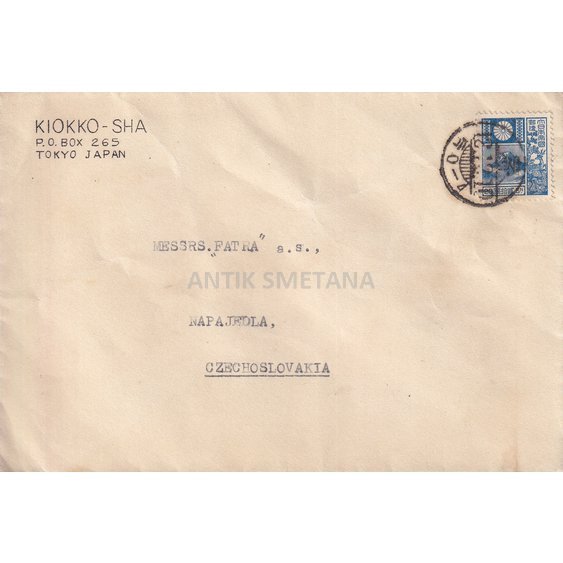 KIOKKO-SHA
P.O. BOX 265
TOKYO JAPAN
MESSRS. "FATRA" a.s.,
ANTIK SMETANA
NAPAJEDLA,
CZECHOSLOVAKIA